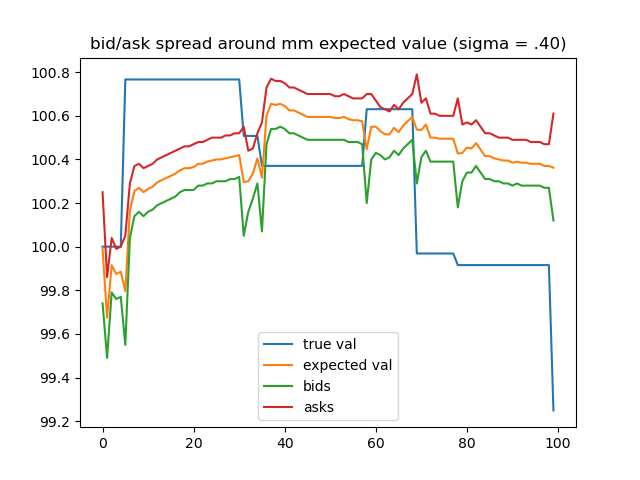 bid/ask spread around mm expected value (sigma = .40)
100.8
100.6
100.4
100.2
100.0
99.8
99.6
99.4
99.2
true val
expected val
bids
asks
0 20 40 60 80 100